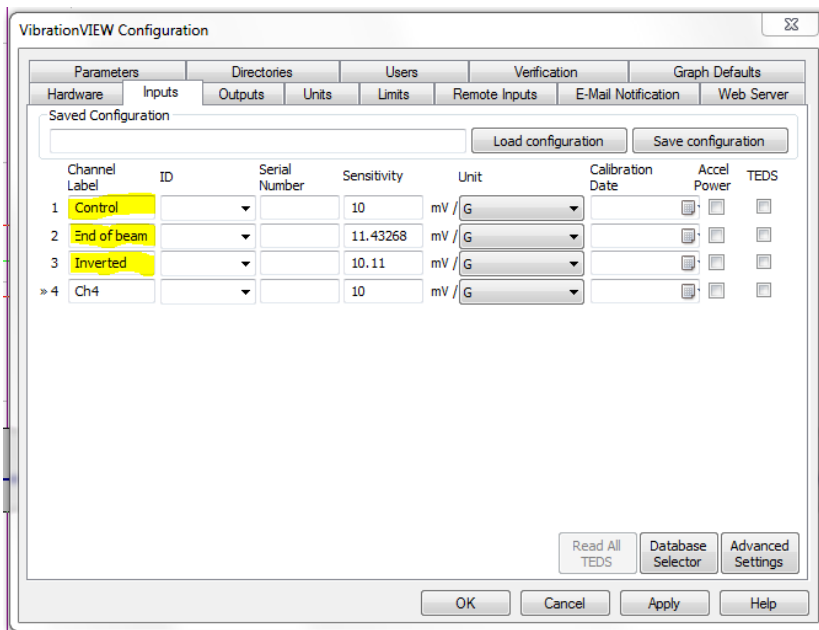 VibrationVIEW Configuration
Parameters Directories Users Verification Graph Defaults
Hardware Inputs Outputs Units Limits Remote Inputs E-Mail Notification Web Server
Saved Configuration
Load configuration Save configuration
Channel Label ID Serial Number Sensitivity Unit Calibration Date Accel Power TEDS
1 Control 10 mV / G
2 End of beam 11.43268 mV / G
3 Inverted 10.11 mV / G
» 4 Ch4 10 mV / G
Read All TEDS Database Selector Advanced Settings
OK Cancel Apply Help